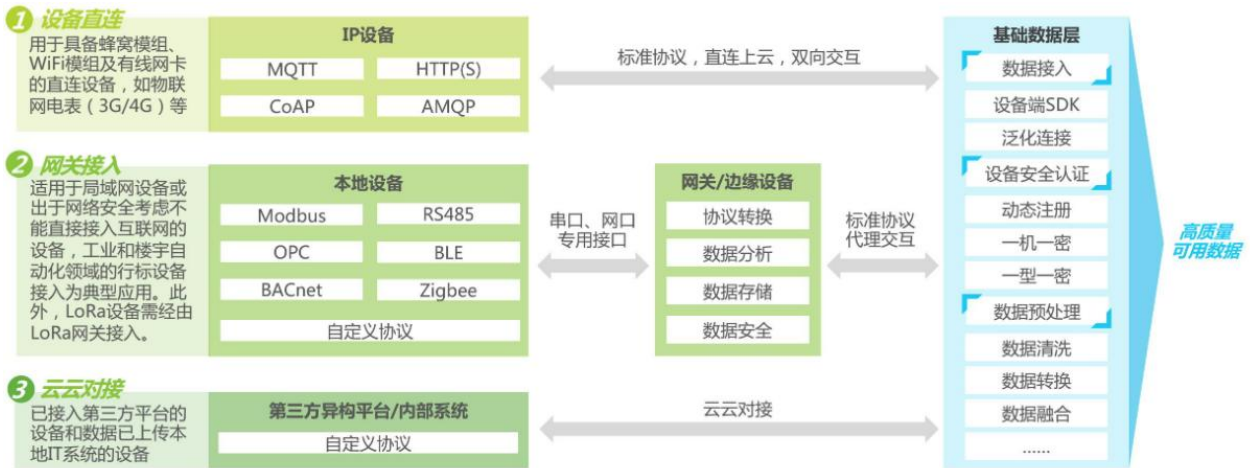 1 设备直连
用于具备蜂窝模组、
WiFi模组及有线网卡
的直连设备，如物联
网电表（3G/4G）等
IP设备
MQTT
HTTP(S)
CoAP
AMQP
标准协议，直连上云，双向交互
2 网关接入
适用于局域网设备或
出于网络安全考虑不
能直接接入互联网的
设备，工业和楼宇自
动化领域的行标设备
接入为典型应用。此
外，LoRa设备需经由
LoRa网关接入。
本地设备
Modbus
RS485
OPC
BLE
BACnet
Zigbee
自定义协议
串口、网口
专用接口
网关/边缘设备
协议转换
数据分析
数据存储
数据安全
标准协议
代理交互
3 云云对接
已接入第三方平台的
设备和数据已上传本
地IT系统的设备
第三方异构平台/内部系统
自定义协议
云云对接
基础数据层
数据接入
设备端SDK
泛化连接
设备安全认证
动态注册
一机一密
一型一密
数据预处理
数据清洗
数据转换
数据融合
......
高质量
可用数据